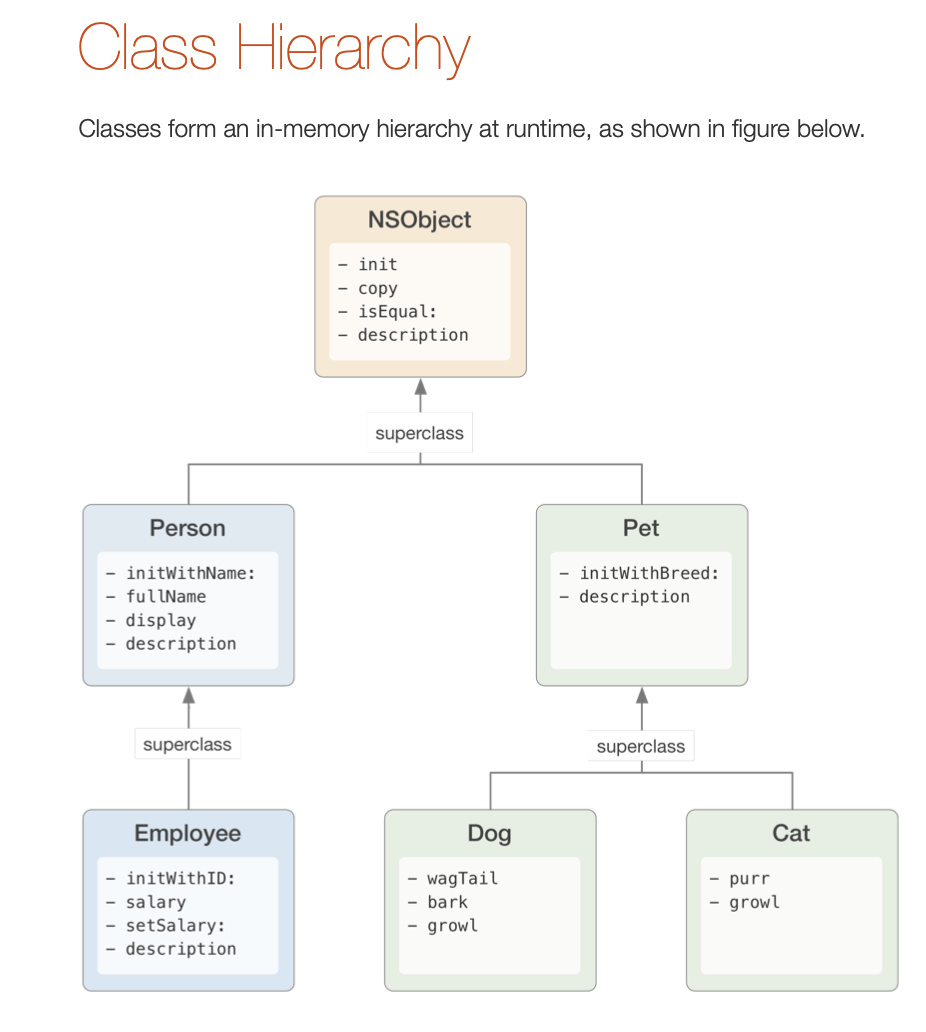 Class Hierarchy
Classes form an in-memory hierarchy at runtime, as shown in figure below.
NSObject
– init
– copy
– isEqual:
– description
superclass
Person
– initWithName:
– fullName
– display
– description
Pet
– initWithBreed:
– description
superclass
superclass
Employee
– initWithID:
– salary
– setSalary:
– description
Dog
– wagTail
– bark
– growl
Cat
– purr
– growl